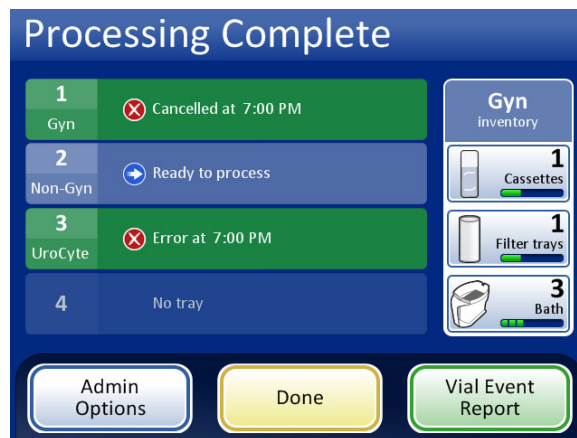 Processing Complete
1
Gyn
Cancelled at 7:00 PM
2
Non-Gyn
Ready to process
3
UroCyte
Error at 7:00 PM
4
No tray
Gyn
inventory
1
Cassettes
1
Filter trays
3
Bath
Admin
Options
Done
Vial Event
Report